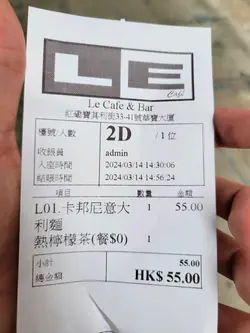 LE
Café
Le Cafe & Bar
紅磡寶其利街33-41號華寶大廈
檯號/人數 2D /1位
收銀員 admin
入座時間 2024/03/14 14:30:06
結賬時間 2024/03/14 14:56:24
項目 數量 金額
L01.卡邦尼意大利麵 1 55.00
熱檸檬茶(餐$0) 1
小計 55.00
總金額 HK$ 55.00